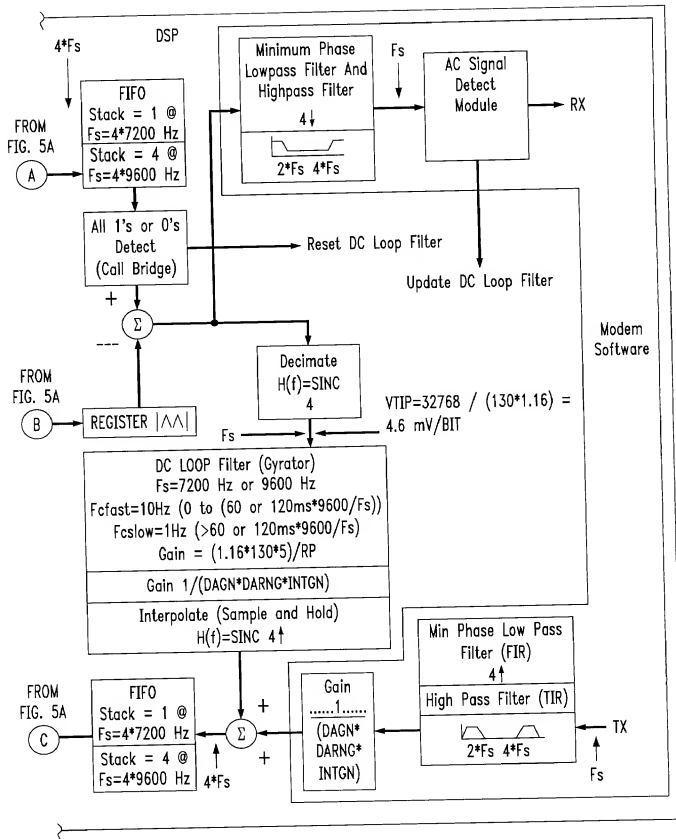 DSP
4*Fs
FIFO
Stack = 1 @
Fs=4*7200 Hz
Stack = 4 @
Fs=4*9600 Hz
FROM
FIG. 5A
A
Minimum Phase
Lowpass Filter And
Highpass Filter
4↓
2*Fs 4*Fs
Fs
AC Signal
Detect
Module
RX
All 1's or 0's
Detect
(Call Bridge)
Reset DC Loop Filter
Update DC Loop Filter
+
Σ
---
Modem
Software
FROM
FIG. 5A
B
REGISTER |ΛΛ|
Decimate
H(f)=SINC
4
Fs
VTIP=32768 / (130*1.16) =
4.6 mV/BIT
DC LOOP Filter (Gyrator)
Fs=7200 Hz or 9600 Hz
Fcfast=10Hz (0 to (60 or 120ms*9600/Fs))
Fcslow=1Hz (>60 or 120ms*9600/Fs)
Gain = (1.16*130*5)/RP
Gain 1/(DAGN*DARNG*INTGN)
Interpolate (Sample and Hold)
H(f)=SINC 4↑
Min Phase Low Pass
Filter (FIR)
4↑
High Pass Filter (TIR)
2*Fs 4*Fs
TX
Fs
Gain
......1......
(DAGN*
DARNG*
INTGN)
+
Σ
+
4*Fs
FROM
FIG. 5A
C
FIFO
Stack = 1 @
Fs=4*7200 Hz
Stack = 4 @
Fs=4*9600 Hz